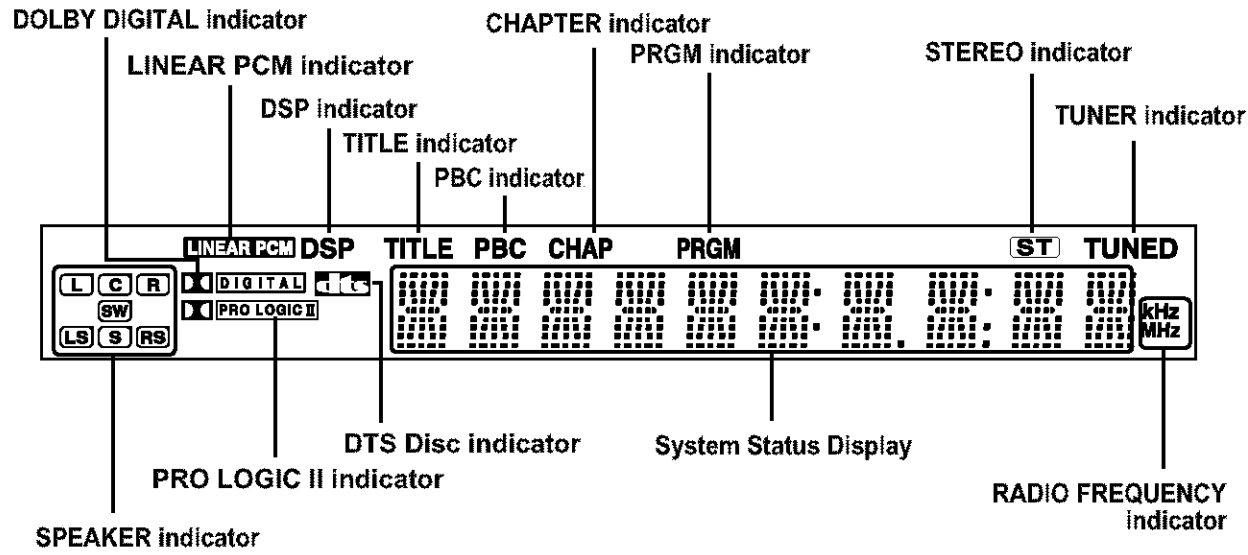 DOLBY DIGITAL indicator
CHAPTER indicator
LINEAR PCM indicator
PRGM indicator
STEREO indicator
DSP indicator
TUNER indicator
TITLE indicator
PBC indicator
LINEAR PCM DSP TITLE PBC CHAP PRGM ST TUNED
L C R DIGITAL dts
SW PRO LOGIC II
LS S RS
kHz
MHz
DTS Disc indicator
System Status Display
PRO LOGIC II indicator
RADIO FREQUENCY
indicator
SPEAKER indicator